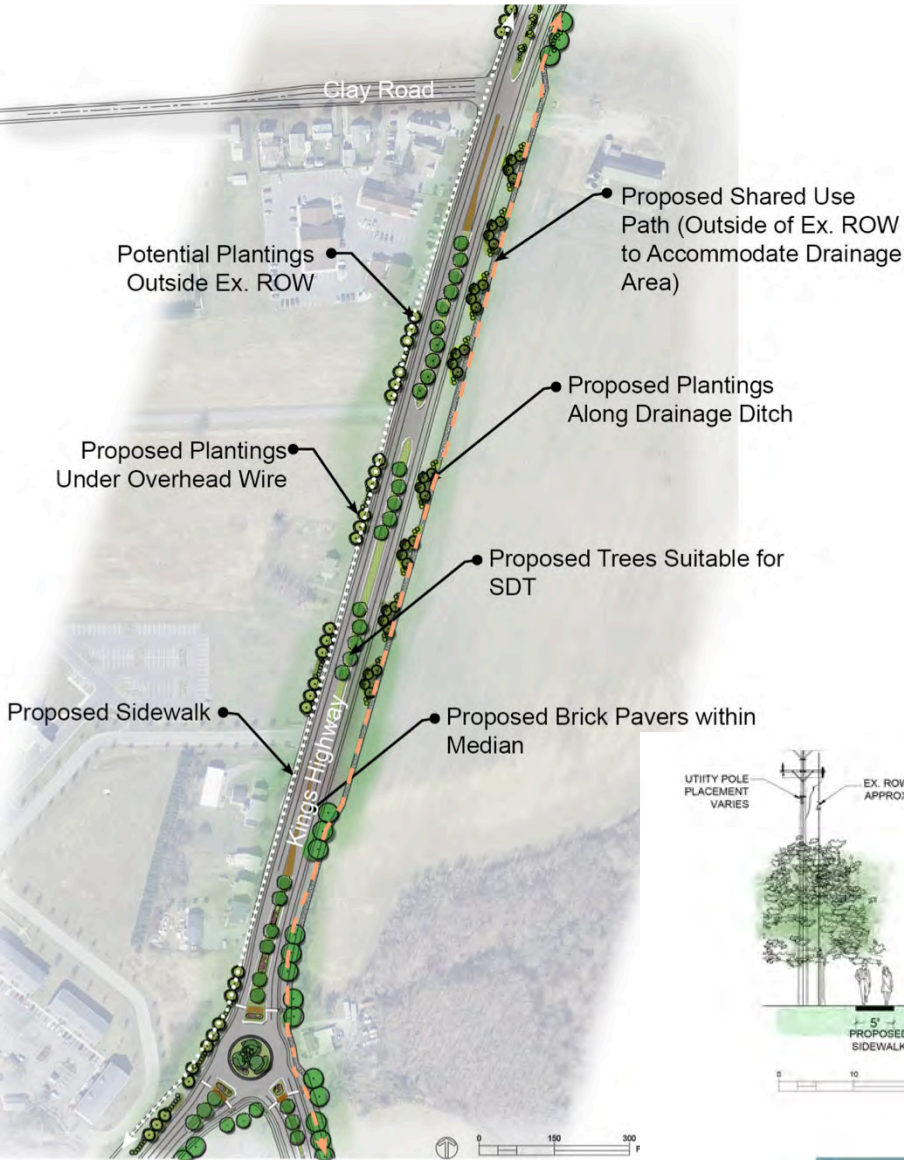 Clay Road
Proposed Shared Use
Path (Outside of Ex. ROW
to Accommodate Drainage
Area)
Potential Plantings
Outside Ex. ROW
Proposed Plantings
Along Drainage Ditch
Proposed Plantings
Under Overhead Wire
Proposed Trees Suitable for
SDT
Proposed Sidewalk
Kings Highway
Proposed Brick Pavers within
Median
UTIITY POLE
PLACEMENT
VARIES
EX. ROW
APPROX
5'
PROPOSED
SIDEWALK
0 10
0 150 300 F